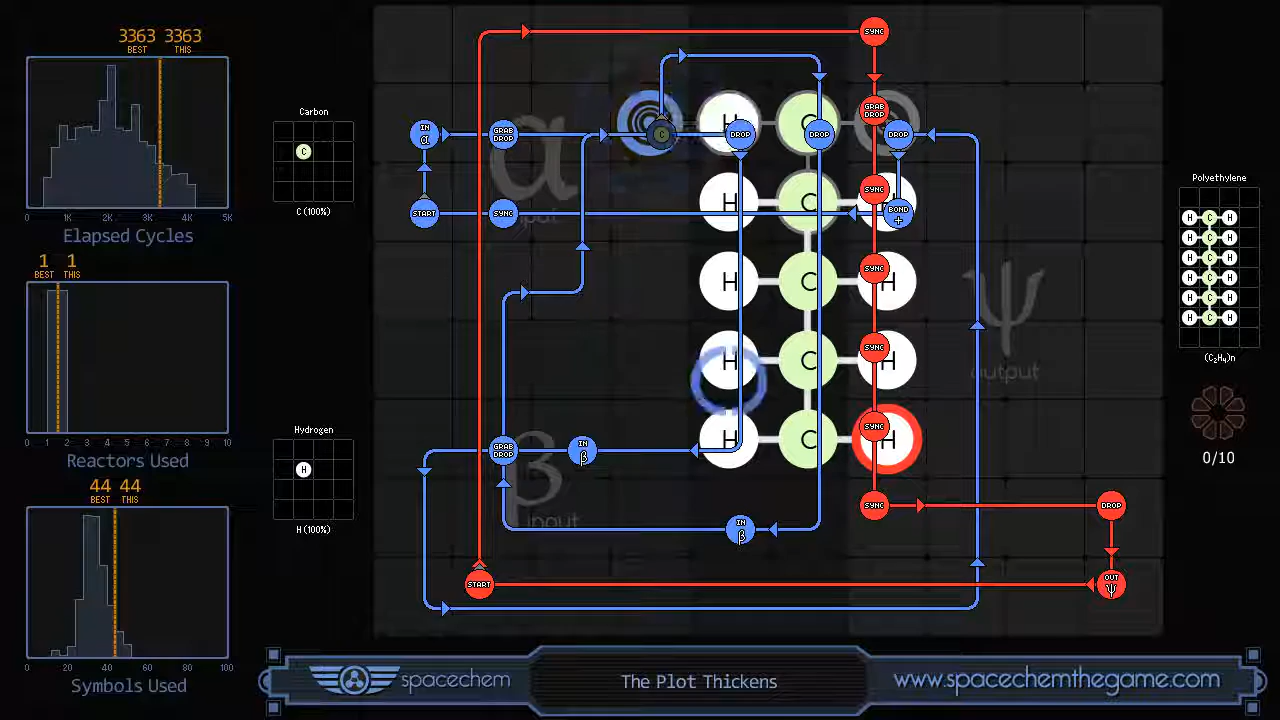 3363 3363
BEST THIS
0 1K 2K 3K 4K 5K
Elapsed Cycles
1 1
BEST THIS
0 1 2 3 4 5 6 7 8 9 10
Reactors Used
44 44
BEST THIS
0 20 40 60 80 100
Symbols Used
Carbon
C
C (100%)
Hydrogen
H
H (100%)
SYNC
GRAB DROP
IN α
GRAB DROP
C
H
DROP
C
DROP
DROP
α
input
START
SYNC
H
C
SYNC
H
BOND +
H
C
SYNC
H
ψ
output
H
C
SYNC
H
GRAB DROP
IN β
H
C
SYNC
H
β
input
IN β
SYNC
DROP
START
OUT ψ
Polyethylene
H C H
H C H
H C H
H C H
H C H
H C H
(C₂H₄)n
0/10
spacechem
The Plot Thickens
www.spacechemthegame.com